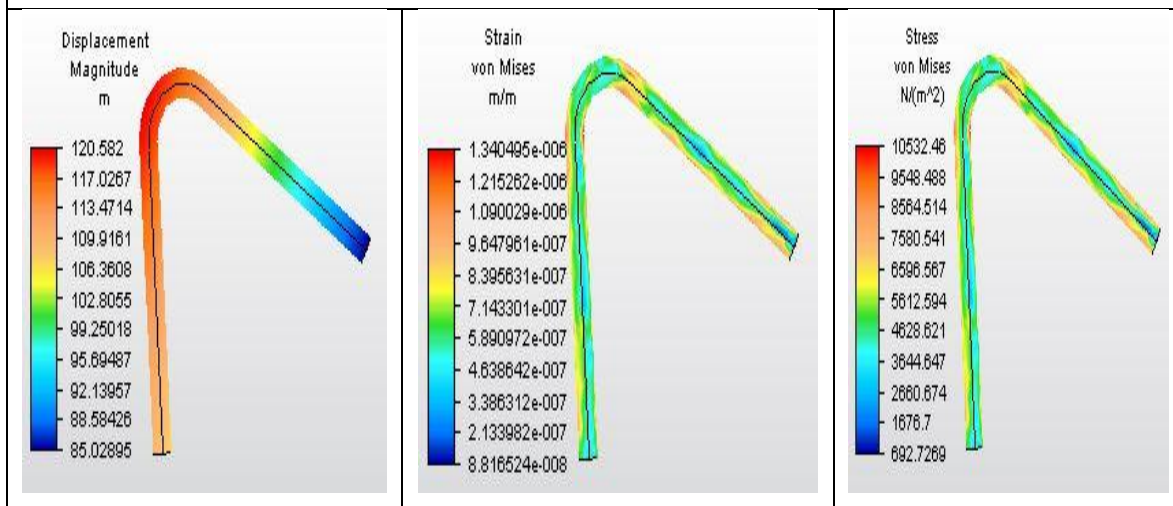 Displacement
Magnitude
m
120.582
117.0267
113.4714
109.9161
106.3608
102.8055
99.25018
95.69487
92.13957
88.58426
85.02895
Strain
von Mises
m/m
1.340495e-006
1.215262e-006
1.090029e-006
9.647961e-007
8.395631e-007
7.143301e-007
5.890972e-007
4.638642e-007
3.386312e-007
2.133982e-007
8.816524e-008
Stress
von Mises
N/(m^2)
10532.46
9548.488
8564.514
7580.541
6596.567
5612.594
4628.621
3644.647
2660.674
1676.7
692.7269